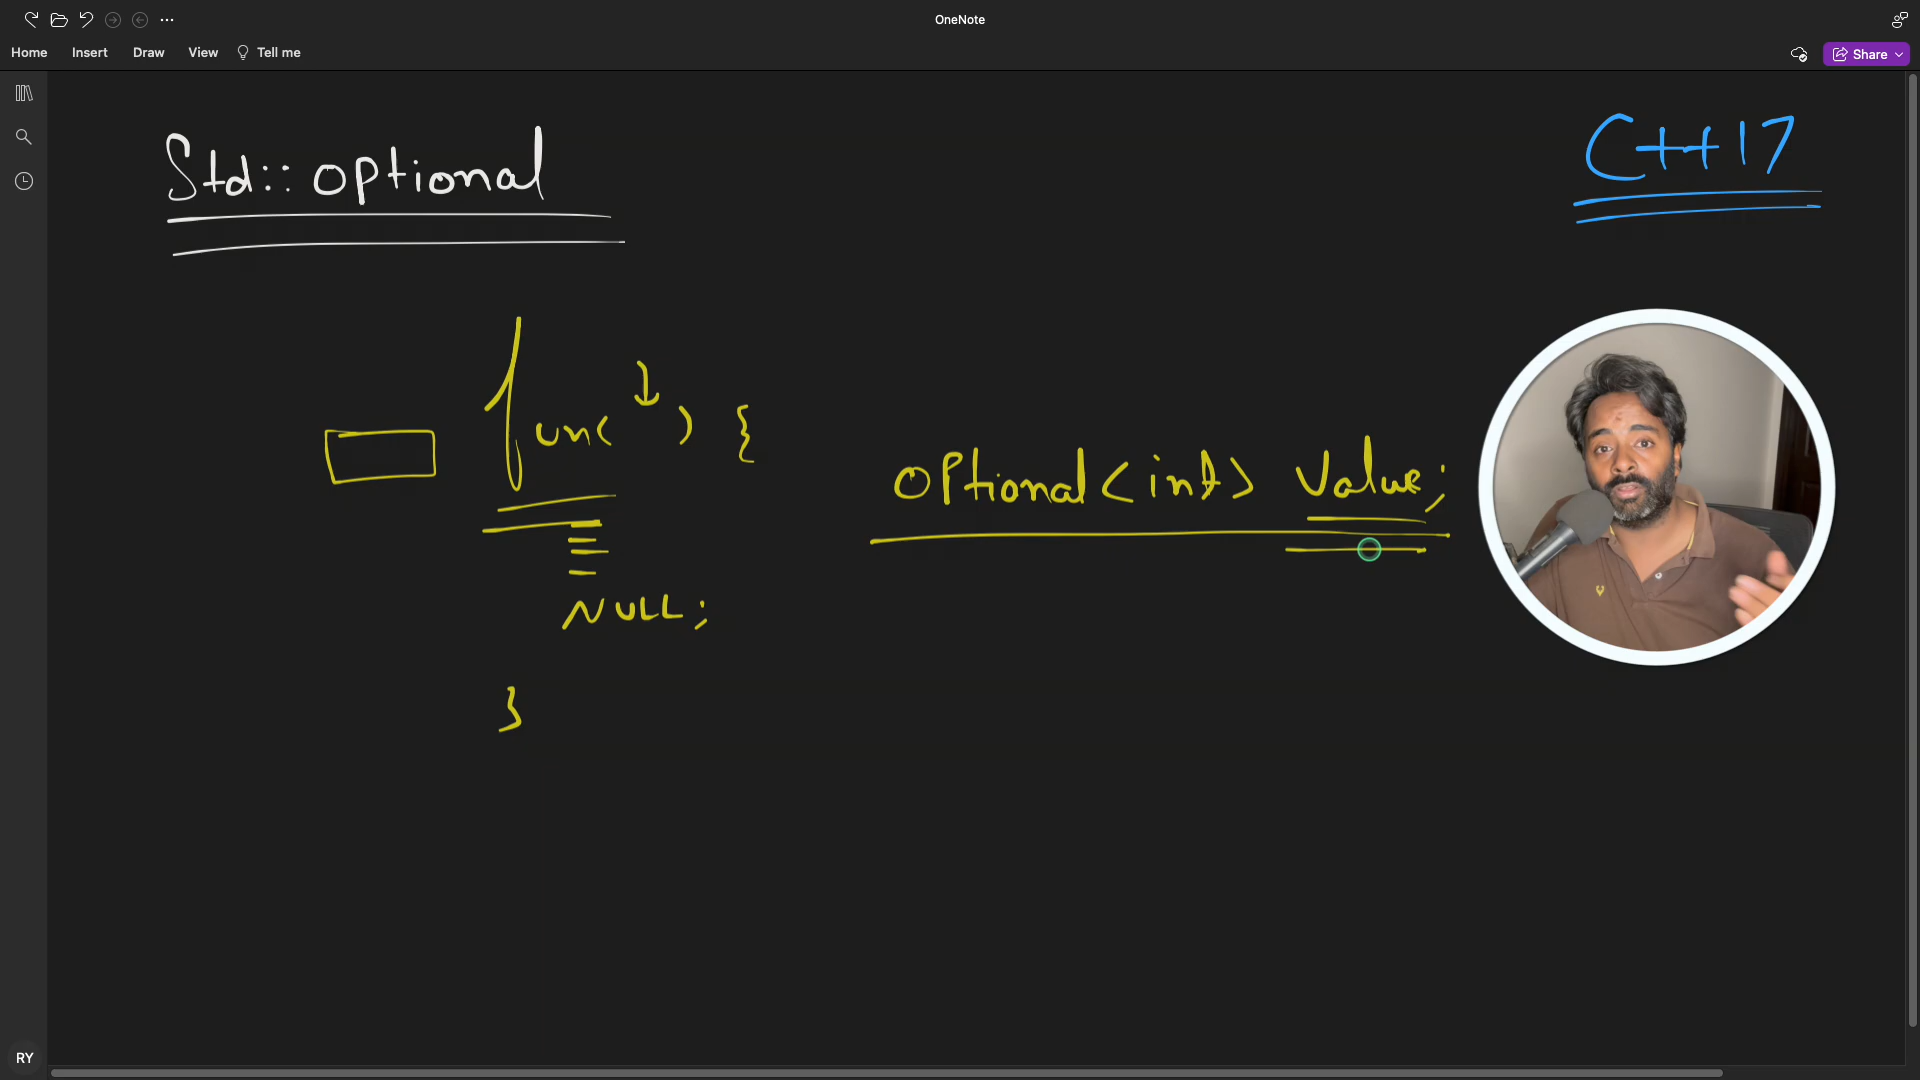 OneNote
Home Insert Draw View Tell me
Share
Std::optional
C++17
func( ) {
optional<int> value;
NULL;
}
RY